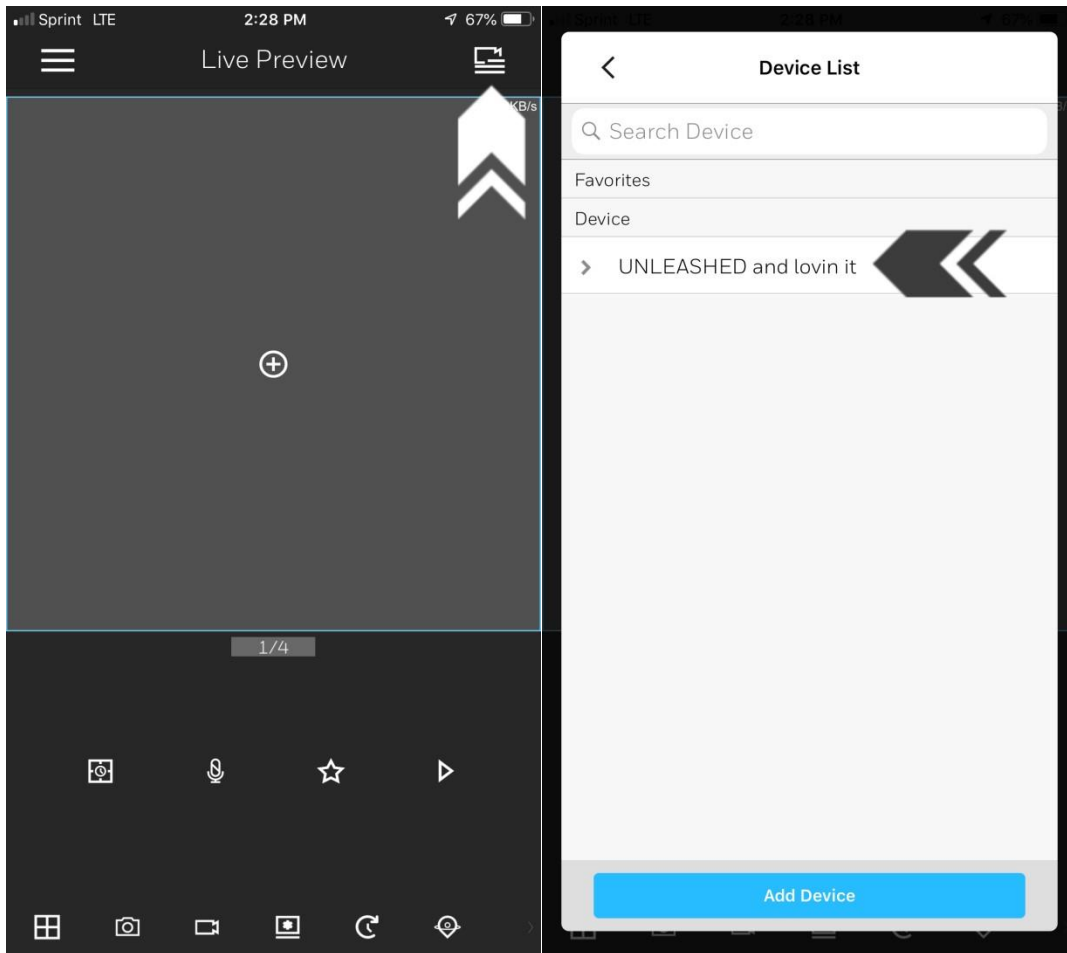 Sprint LTE 2:28 PM 67%
Live Preview
KB/s
1/4
Device List
Search Device
Favorites
Device
UNLEASHED and lovin it
Add Device